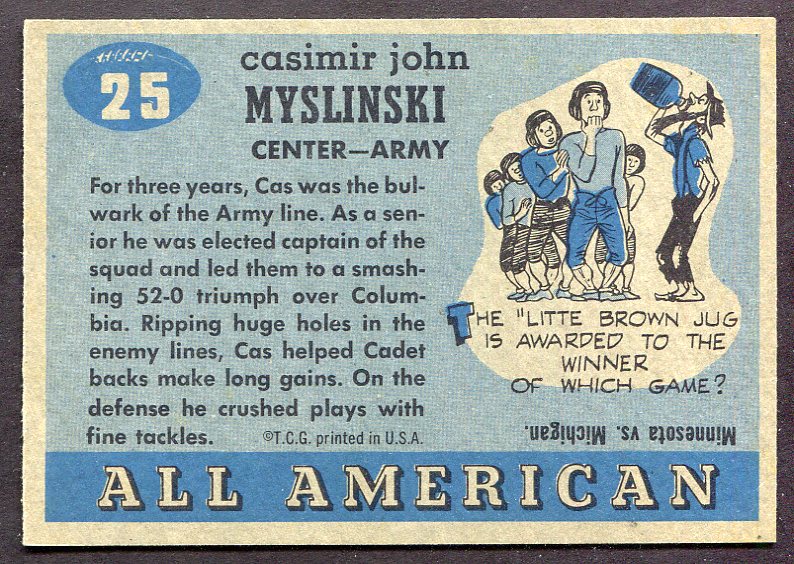 25
casimir john
MYSLINSKI
CENTER—ARMY
For three years, Cas was the bul-
wark of the Army line. As a sen-
ior he was elected captain of the
squad and led them to a smash-
ing 52-0 triumph over Colum-
bia. Ripping huge holes in the
enemy lines, Cas helped Cadet
backs make long gains. On the
defense he crushed plays with
fine tackles.
©T.C.G. printed in U.S.A.
THE "LITTE BROWN JUG
IS AWARDED TO THE
WINNER
OF WHICH GAME?
Minnesota vs. Michigan.
ALL AMERICAN